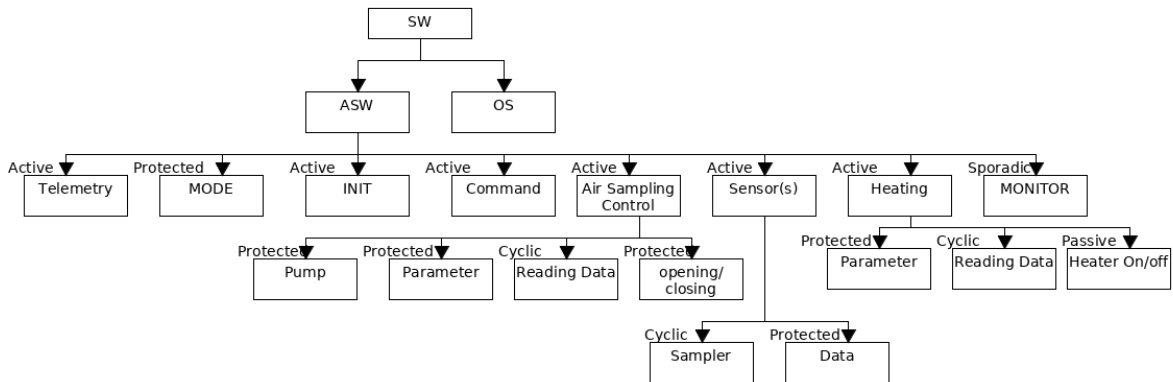 SW
ASW
OS
Active
Protected
Active
Active
Active
Active
Active
Sporadic
Telemetry
MODE
INIT
Command
Air Sampling
Control
Sensor(s)
Heating
MONITOR
Protected
Protected
Cyclic
Protected
Protected
Cyclic
Passive
Pump
Parameter
Reading Data
opening/
closing
Parameter
Reading Data
Heater On/off
Cyclic
Protected
Sampler
Data